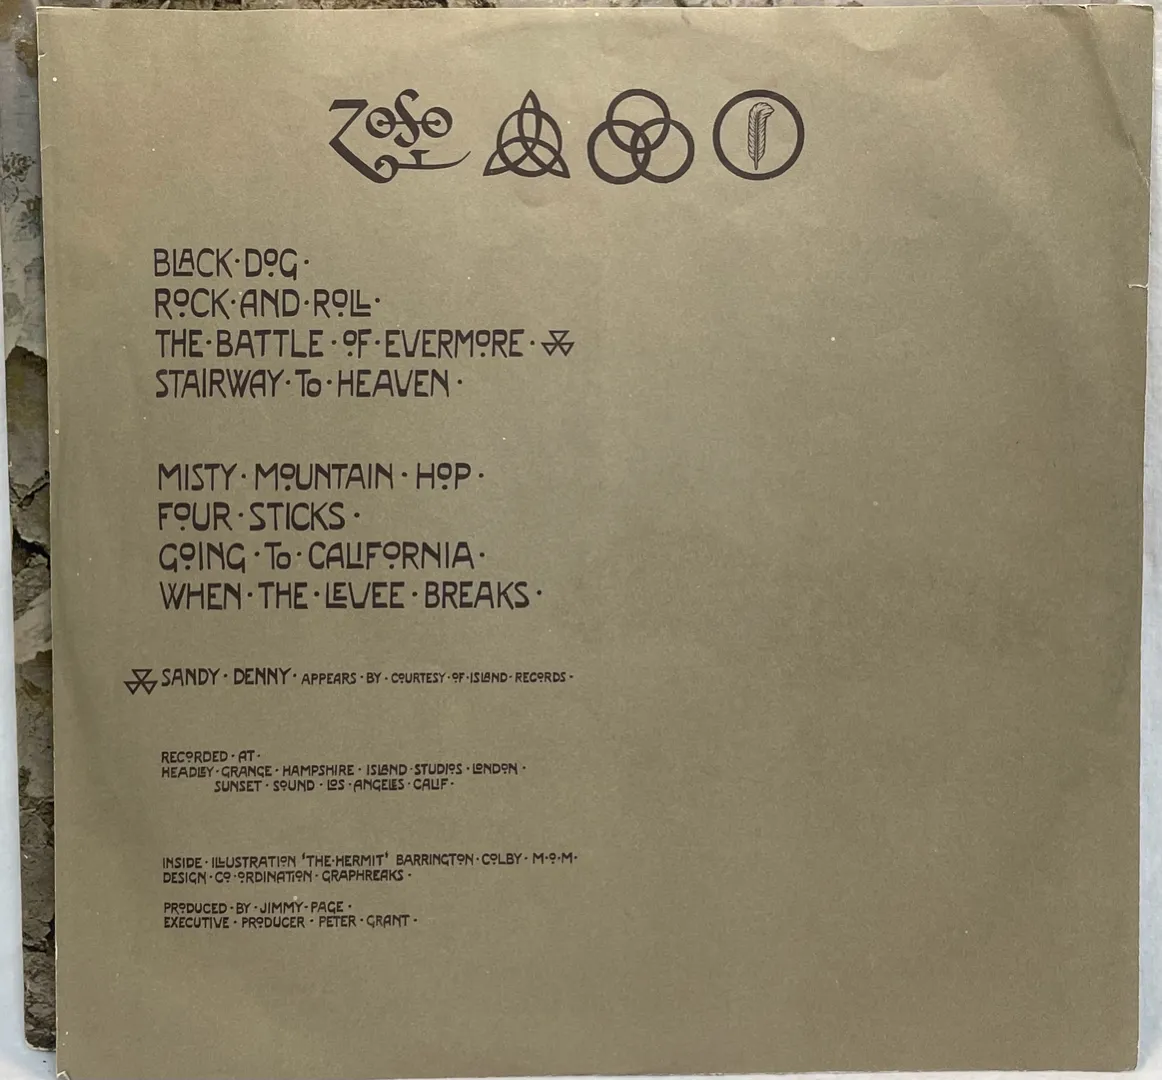 ZOSO
BLACK·DOG·
ROCK·AND·ROLL·
THE·BATTLE·OF·EVERMORE·
STAIRWAY·TO·HEAVEN·
MISTY·MOUNTAIN·HOP·
FOUR·STICKS·
GOING·TO·CALIFORNIA·
WHEN·THE·LEVEE·BREAKS·
SANDY·DENNY·APPEARS·BY·COURTESY·OF·ISLAND·RECORDS·
RECORDED·AT·
HEADLEY·GRANGE·HAMPSHIRE·ISLAND·STUDIOS·LONDON·
SUNSET·SOUND·LOS·ANGELES·CALIF·
INSIDE·ILLUSTRATION 'THE·HERMIT' BARRINGTON·COLBY·M·O·M·
DESIGN·CO·ORDINATION·GRAPHREAKS·
PRODUCED·BY·JIMMY·PAGE·
EXECUTIVE·PRODUCER·PETER·GRANT·